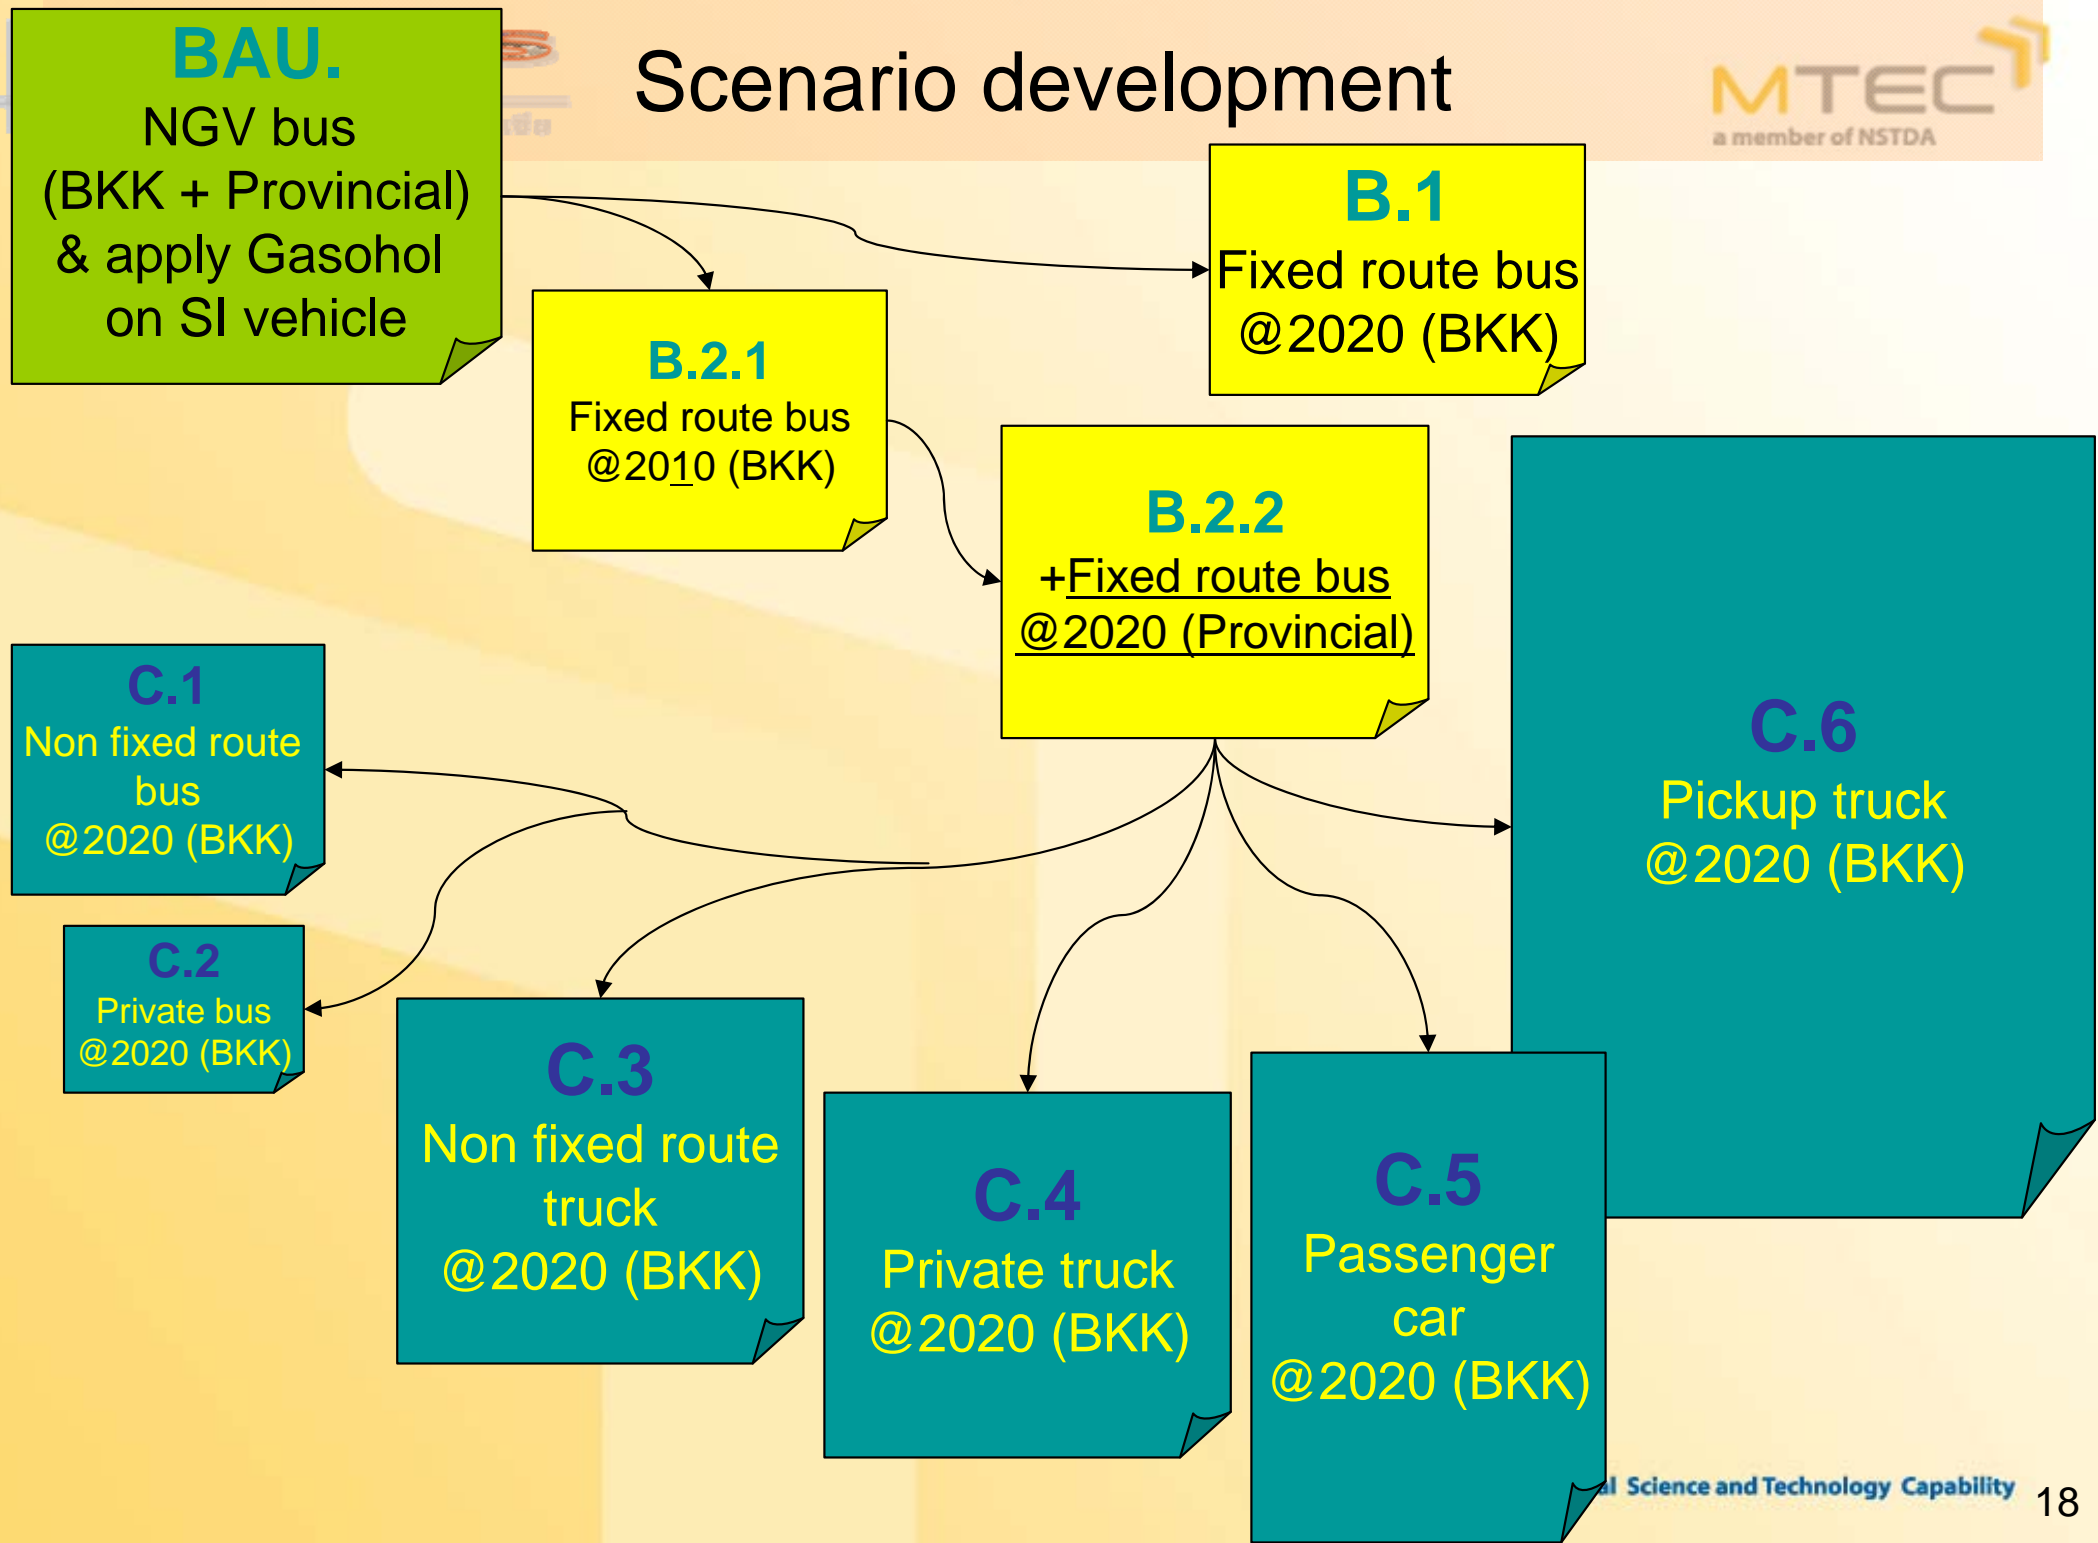 BAU.
NGV bus
(BKK + Provincial)
& apply Gasohol
on SI vehicle
Scenario development
MTEC
a member of NSTDA
B.1
Fixed route bus
@2020 (BKK)
B.2.1
Fixed route bus
@2010 (BKK)
B.2.2
+Fixed route bus
@2020 (Provincial)
C.1
Non fixed route
bus
@2020 (BKK)
C.2
Private bus
@2020 (BKK)
C.3
Non fixed route
truck
@2020 (BKK)
C.4
Private truck
@2020 (BKK)
C.5
Passenger
car
@2020 (BKK)
C.6
Pickup truck
@2020 (BKK)
Science and Technology Capability
18